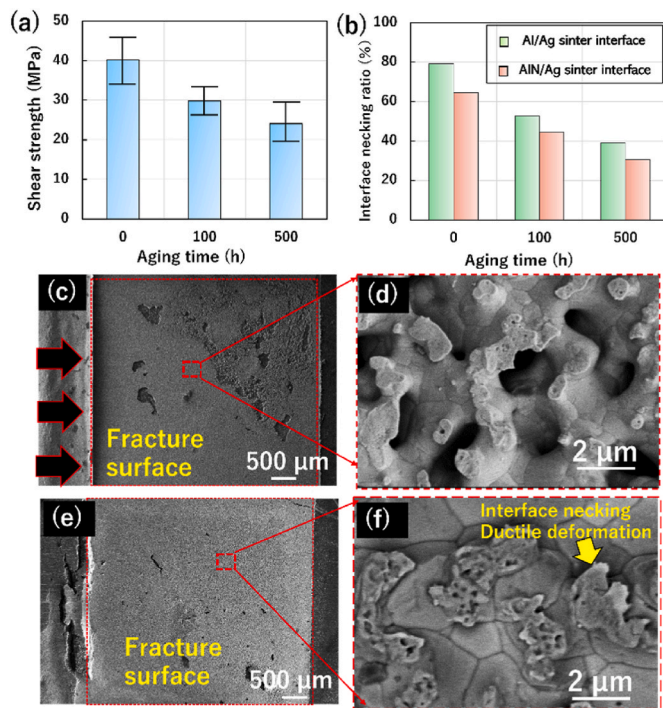 (a)
50
40
30
20
10
0
Shear strength (MPa)
0 100 500
Aging time (h)
(b)
100
80
60
40
20
0
Interface necking ratio (%)
Al/Ag sinter interface
AlN/Ag sinter interface
0 100 500
Aging time (h)
(c)
Fracture
surface
500 μm
(d)
2 μm
(e)
Fracture surface
500 μm
(f)
Interface necking
Ductile deformation
2 μm